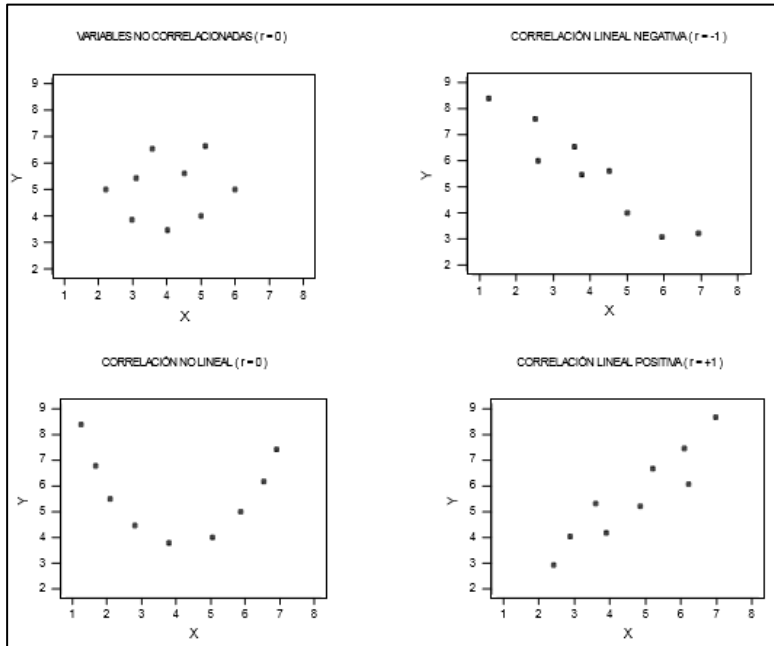 VARIABLES NO CORRELACIONADAS ( r = 0 )
9
8
7
6
5
4
3
2
Y
1 2 3 4 5 6 7 8
X
CORRELACIÓN LINEAL NEGATIVA ( r = -1 )
9
8
7
6
5
4
3
2
Y
1 2 3 4 5 6 7 8
X
CORRELACIÓN NO LINEAL ( r = 0 )
9
8
7
6
5
4
3
2
Y
1 2 3 4 5 6 7 8
X
CORRELACIÓN LINEAL POSITIVA ( r = +1 )
9
8
7
6
5
4
3
2
Y
1 2 3 4 5 6 7 8
X